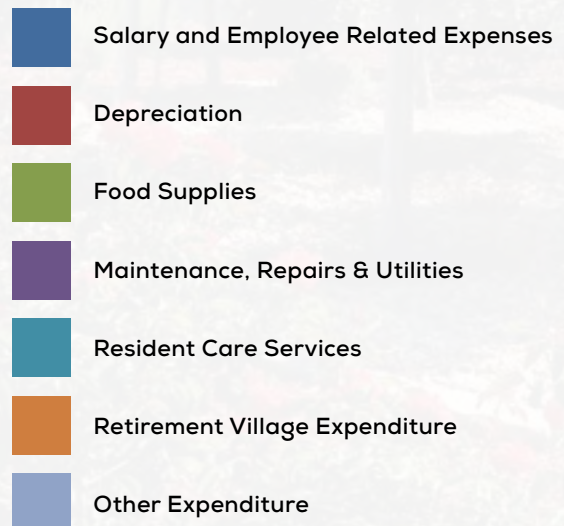 Salary and Employee Related Expenses
Depreciation
Food Supplies
Maintenance, Repairs & Utilities
Resident Care Services
Retirement Village Expenditure
Other Expenditure